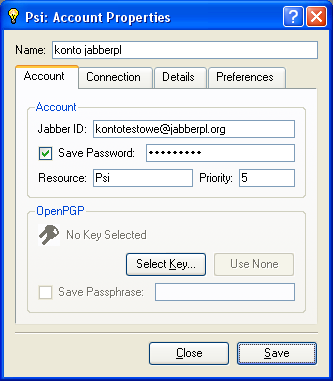 Psi: Account Properties
Name: konto jabberpl
Account Connection Details Preferences
Account
Jabber ID: kontotestowe@jabberpl.org
Save Password: •••••••••
Resource: Psi Priority: 5
OpenPGP
No Key Selected
Select Key... Use None
Save Passphrase:
Close Save